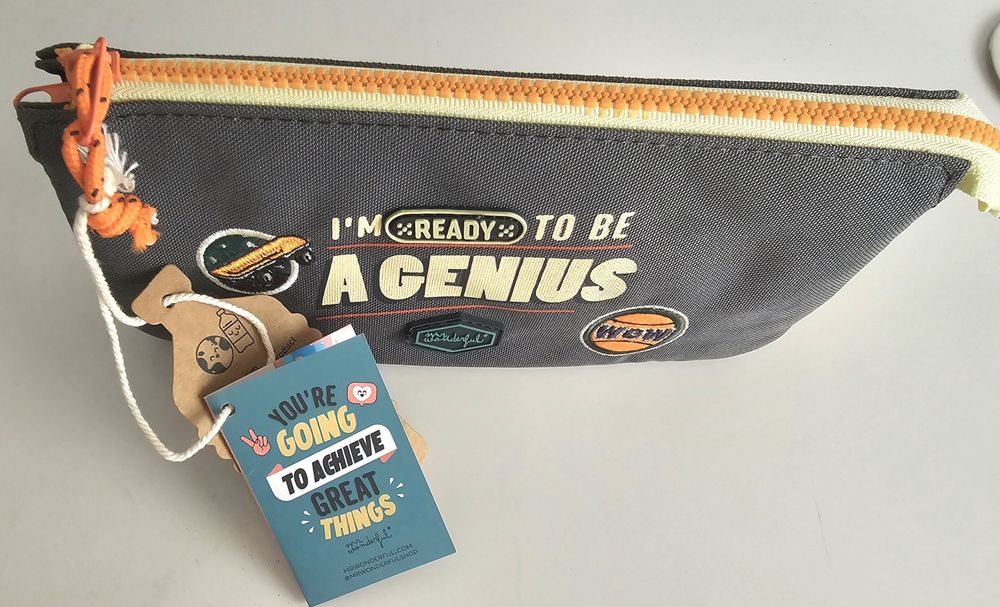 I'M READY TO BE
A GENIUS
mr.
wonderful
WOW
product
YOU'RE
GOING
TO ACHIEVE
GREAT
THINGS
mr.
wonderful
MRWONDERFUL.COM
#MRWONDERFULSHOP